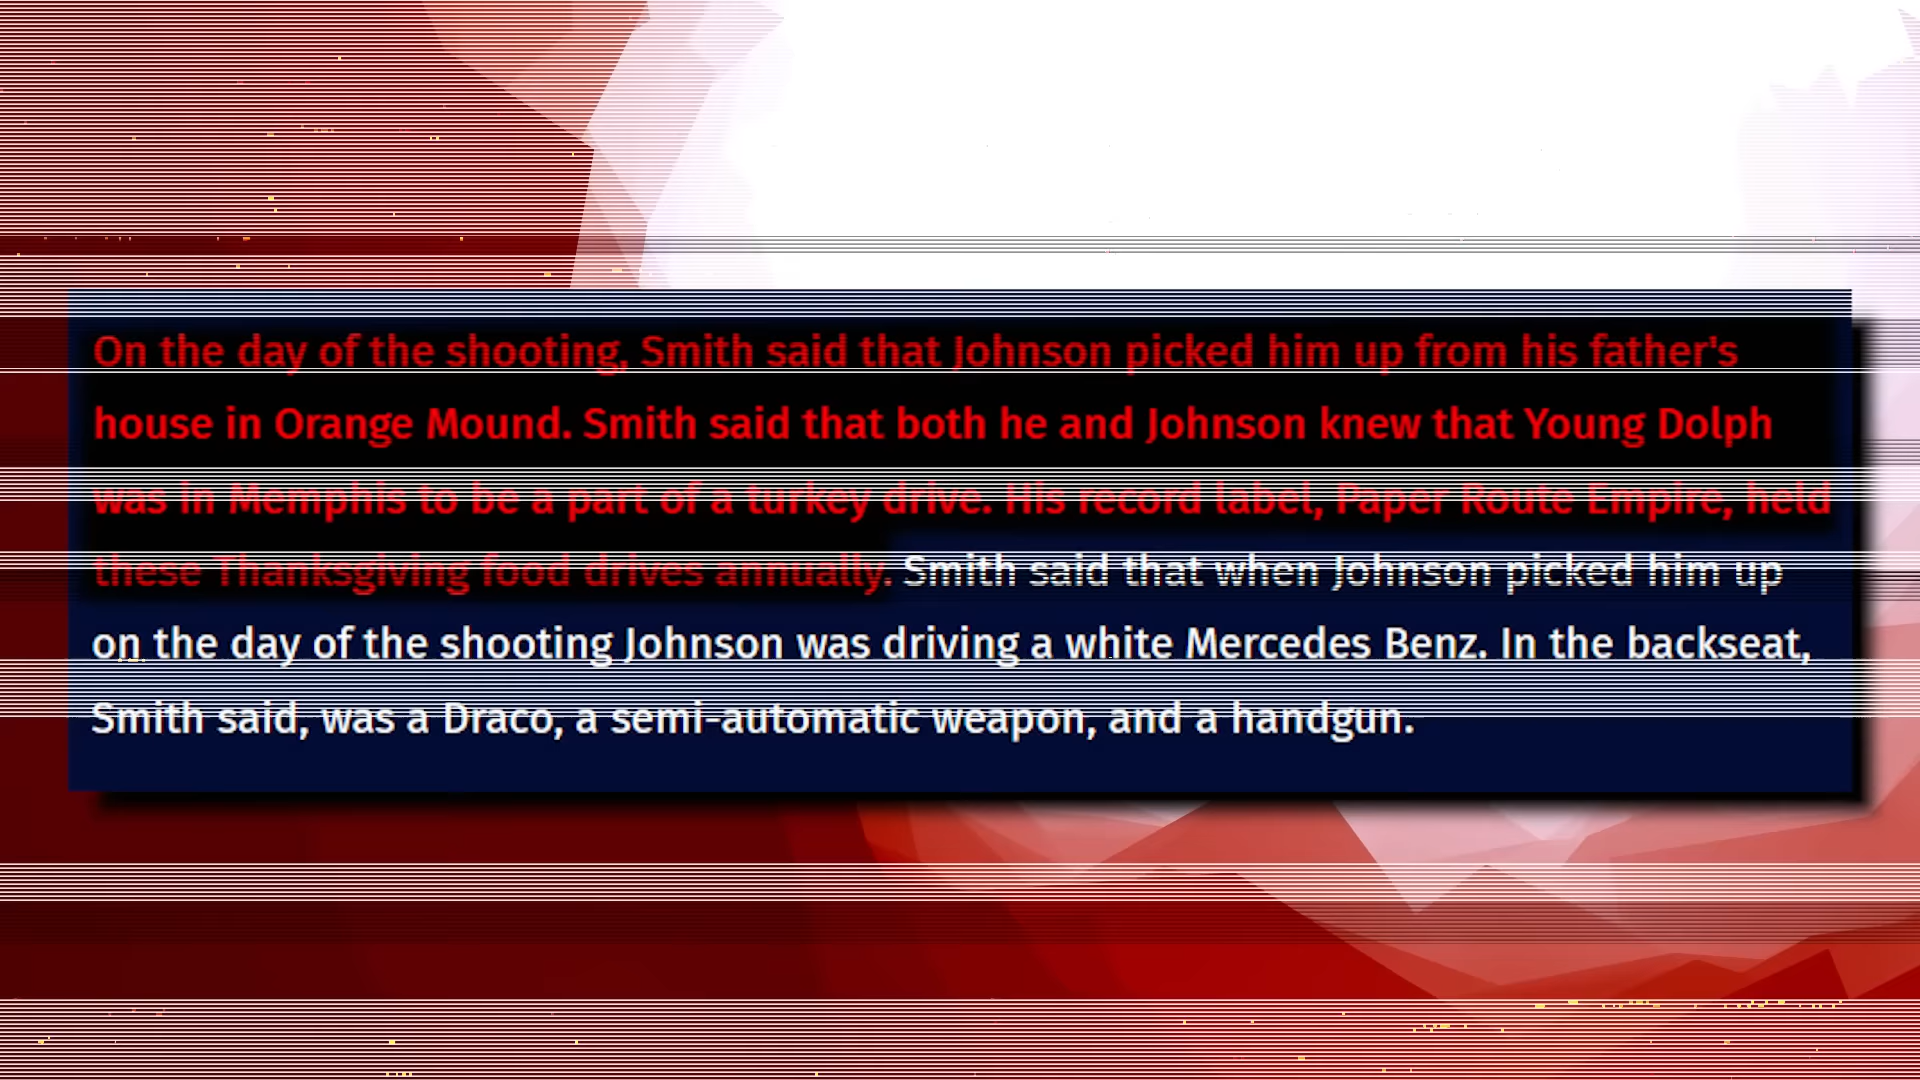 On the day of the shooting, Smith said that Johnson picked him up from his father's
house in Orange Mound. Smith said that both he and Johnson knew that Young Dolph
was in Memphis to be a part of a turkey drive. His record label, Paper Route Empire, held
these Thanksgiving food drives annually. Smith said that when Johnson picked him up
on the day of the shooting Johnson was driving a white Mercedes Benz. In the backseat,
Smith said, was a Draco, a semi-automatic weapon, and a handgun.